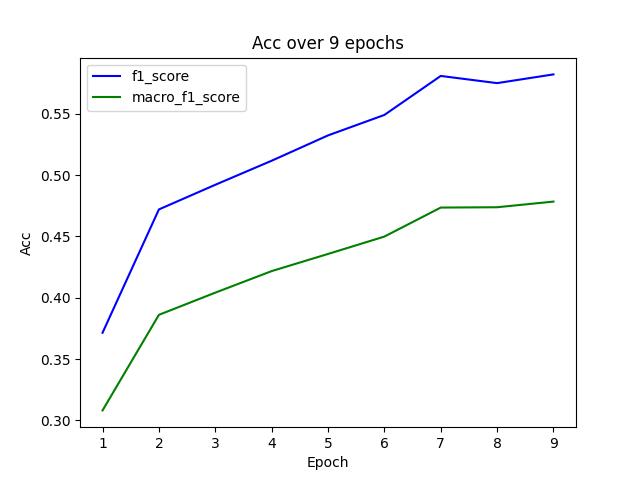 Acc over 9 epochs
f1_score
macro_f1_score
0.55
0.50
0.45
0.40
0.35
0.30
Acc
1 2 3 4 5 6 7 8 9
Epoch